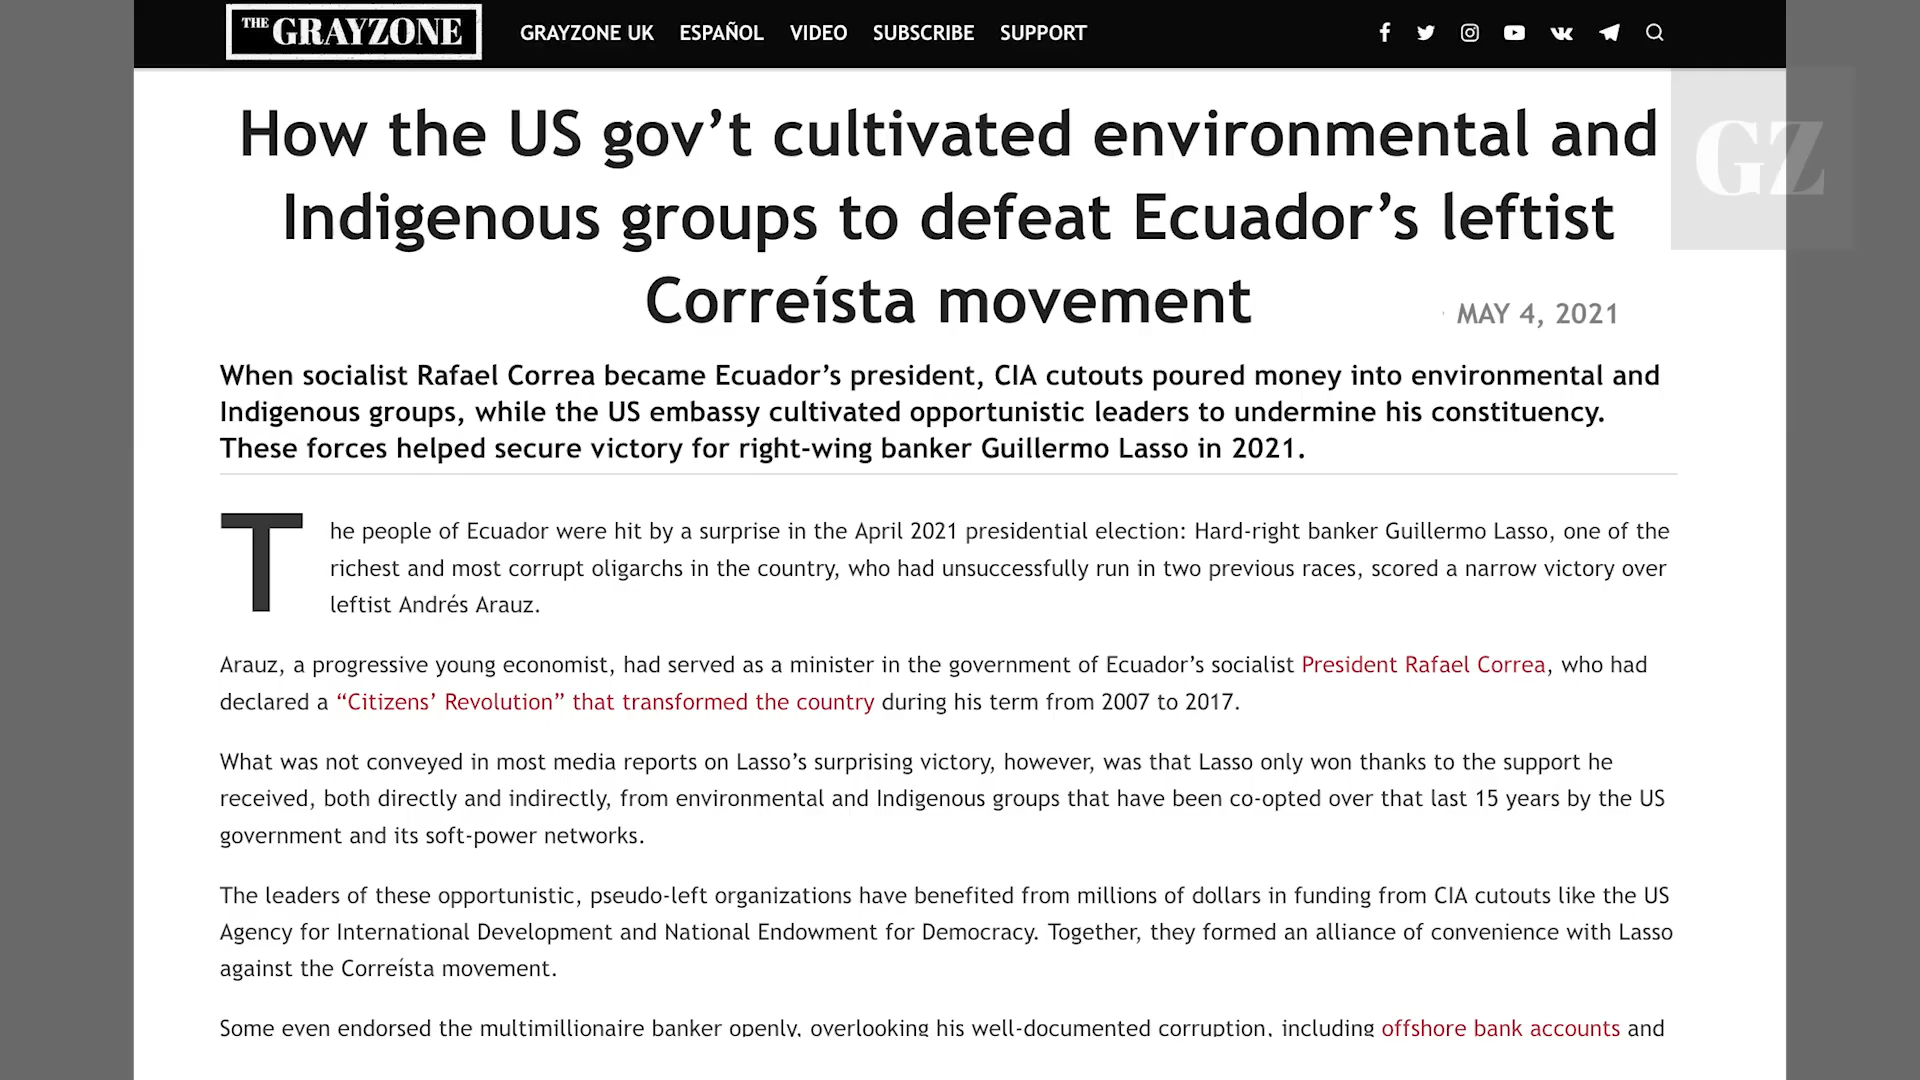 THE GRAYZONE GRAYZONE UK ESPAÑOL VIDEO SUBSCRIBE SUPPORT
GZ
How the US gov’t cultivated environmental and
Indigenous groups to defeat Ecuador’s leftist
Correísta movement
MAY 4, 2021
When socialist Rafael Correa became Ecuador’s president, CIA cutouts poured money into environmental and
Indigenous groups, while the US embassy cultivated opportunistic leaders to undermine his constituency.
These forces helped secure victory for right-wing banker Guillermo Lasso in 2021.
The people of Ecuador were hit by a surprise in the April 2021 presidential election: Hard-right banker Guillermo Lasso, one of the
richest and most corrupt oligarchs in the country, who had unsuccessfully run in two previous races, scored a narrow victory over
leftist Andrés Arauz.
Arauz, a progressive young economist, had served as a minister in the government of Ecuador’s socialist President Rafael Correa, who had
declared a “Citizens’ Revolution” that transformed the country during his term from 2007 to 2017.
What was not conveyed in most media reports on Lasso’s surprising victory, however, was that Lasso only won thanks to the support he
received, both directly and indirectly, from environmental and Indigenous groups that have been co-opted over that last 15 years by the US
government and its soft-power networks.
The leaders of these opportunistic, pseudo-left organizations have benefited from millions of dollars in funding from CIA cutouts like the US
Agency for International Development and National Endowment for Democracy. Together, they formed an alliance of convenience with Lasso
against the Correísta movement.
Some even endorsed the multimillionaire banker openly, overlooking his well-documented corruption, including offshore bank accounts and